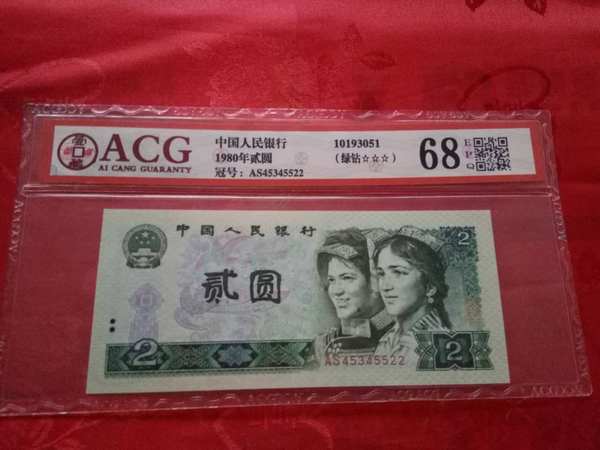 ACG
AI CANG GUARANTY
中国人民银行
1980年贰圆
冠号：AS45345522
10193051
（绿钻☆☆☆）
68
EPQ
中国人民银行
2
贰圆
AS45345522
2
2